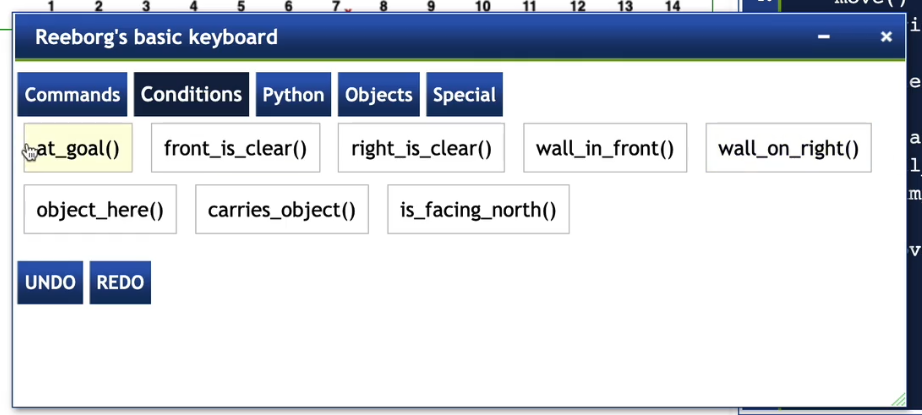 1 2 3 4 5 6 7 8 9 10 11 12 13 14
move()
Reeborg's basic keyboard
Commands Conditions Python Objects Special
at_goal() front_is_clear() right_is_clear() wall_in_front() wall_on_right()
object_here() carries_object() is_facing_north()
UNDO REDO